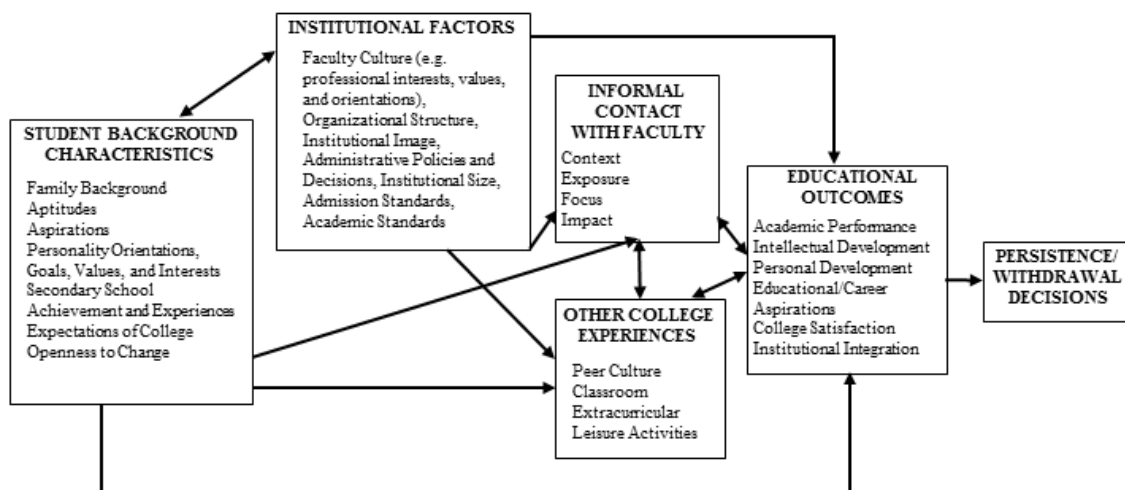 INSTITUTIONAL FACTORS
Faculty Culture (e.g.
professional interests, values,
and orientations),
Organizational Structure,
Institutional Image,
Administrative Policies and
Decisions, Institutional Size,
Admission Standards,
Academic Standards
STUDENT BACKGROUND
CHARACTERISTICS
Family Background
Aptitudes
Aspirations
Personality Orientations,
Goals, Values, and Interests
Secondary School
Achievement and Experiences
Expectations of College
Openness to Change
INFORMAL
CONTACT
WITH FACULTY
Context
Exposure
Focus
Impact
OTHER COLLEGE
EXPERIENCES
Peer Culture
Classroom
Extracurricular
Leisure Activities
EDUCATIONAL
OUTCOMES
Academic Performance
Intellectual Development
Personal Development
Educational/Career
Aspirations
College Satisfaction
Institutional Integration
PERSISTENCE/
WITHDRAWAL
DECISIONS